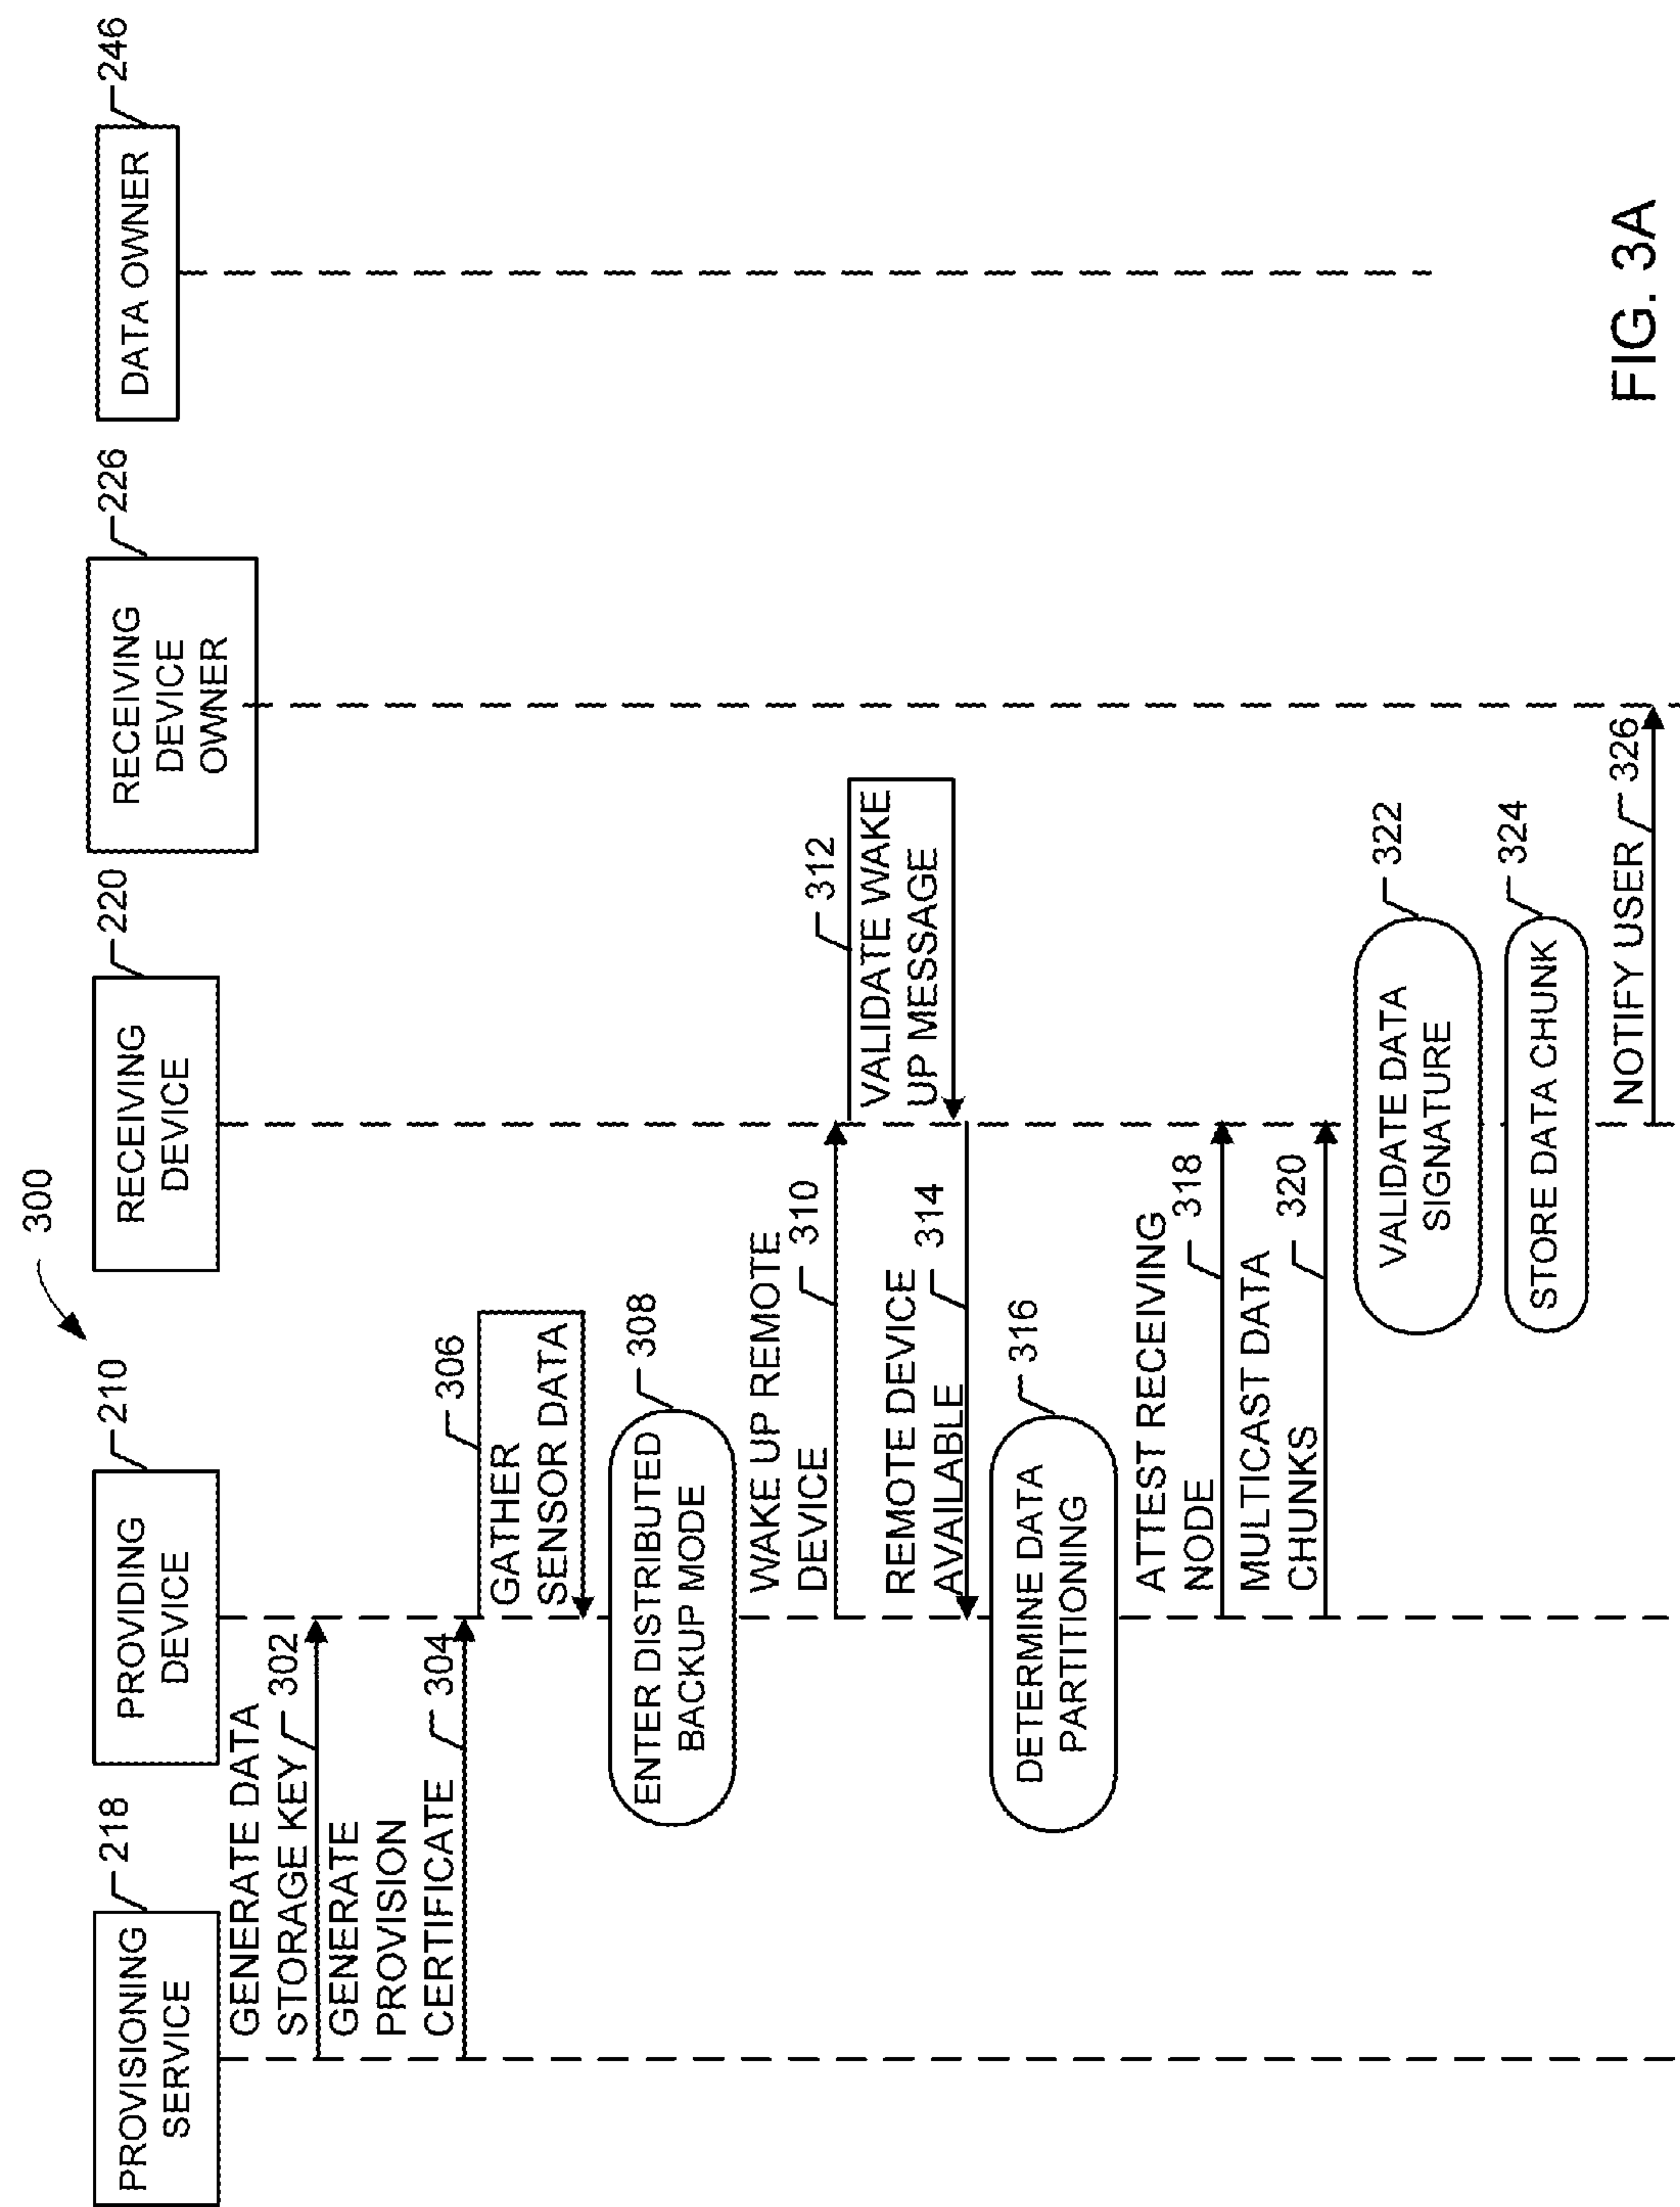 300
PROVISIONING
SERVICE
218
PROVIDING
DEVICE
210
RECEIVING
DEVICE
220
RECEIVING
DEVICE
OWNER
226
DATA OWNER
246
GENERATE DATA
STORAGE KEY
302
GENERATE
PROVISION
CERTIFICATE
304
306
GATHER
SENSOR DATA
ENTER DISTRIBUTED
BACKUP MODE
308
WAKE UP REMOTE
DEVICE
310
312
VALIDATE WAKE
UP MESSAGE
REMOTE DEVICE
AVAILABLE
314
DETERMINE DATA
PARTITIONING
316
ATTEST RECEIVING
NODE
318
MULTICAST DATA
CHUNKS
320
VALIDATE DATA
SIGNATURE
322
STORE DATA CHUNK
324
NOTIFY USER
326
FIG. 3A